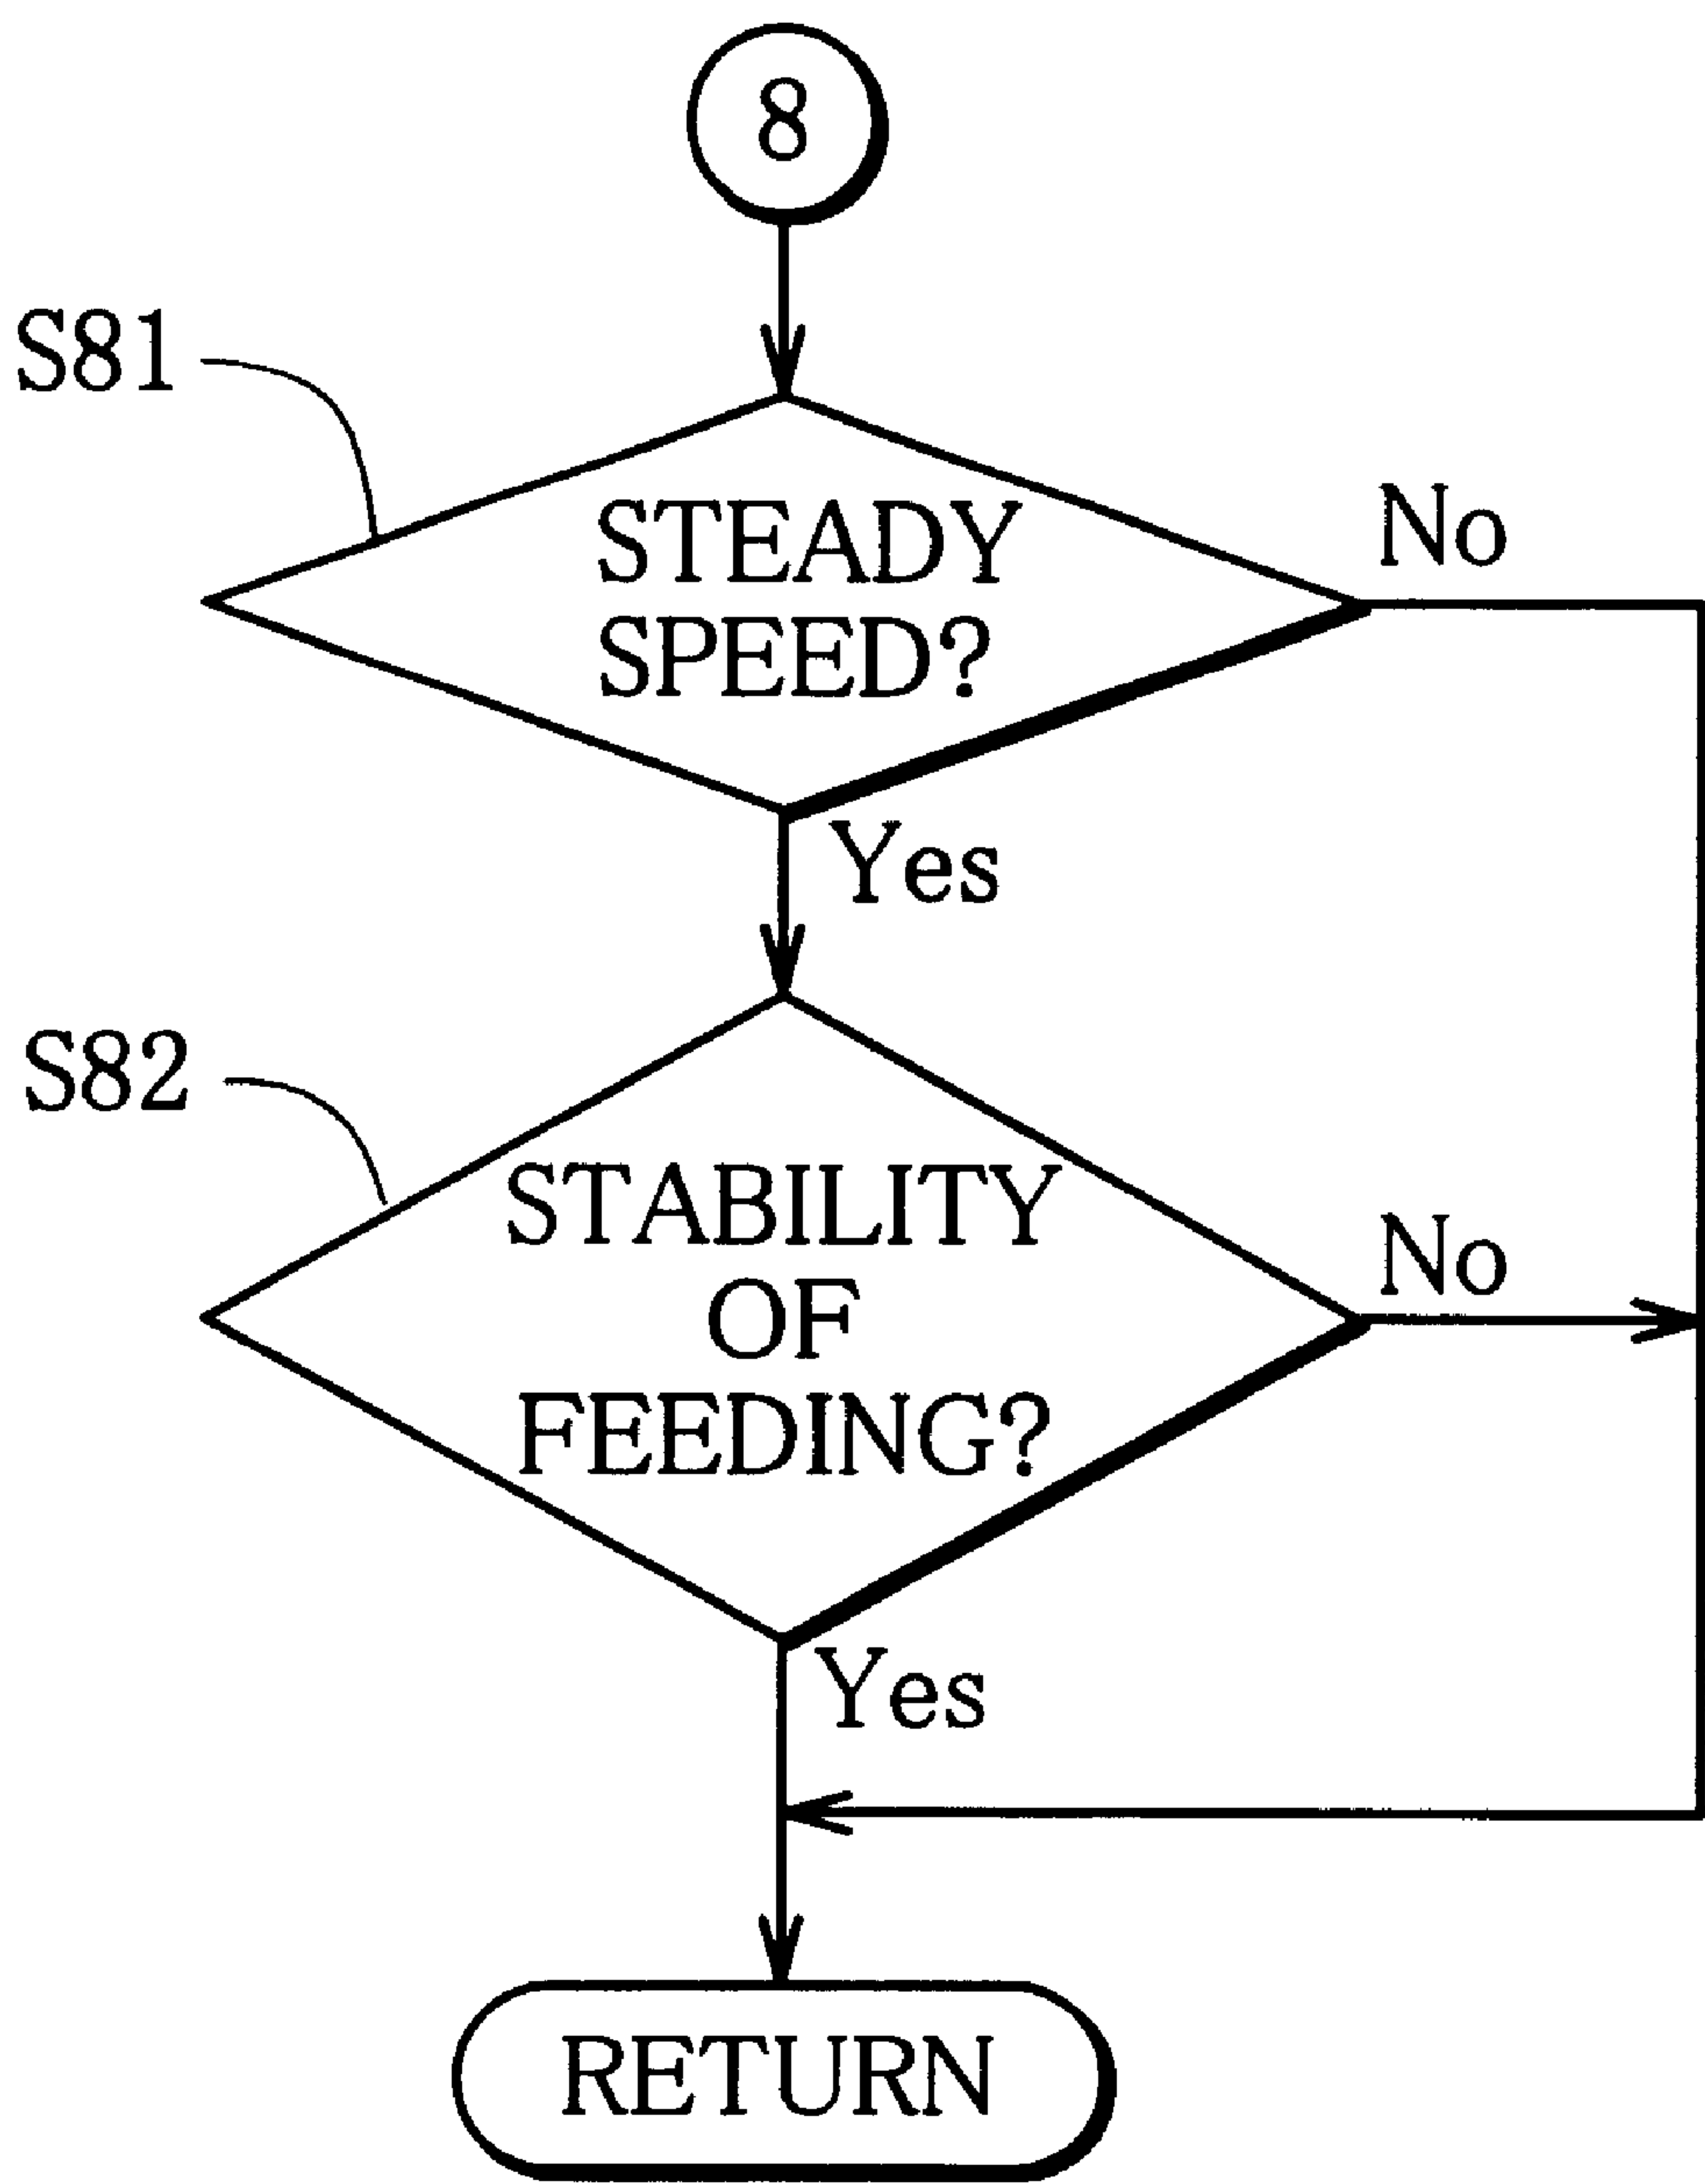 8
S81
STEADY
SPEED?
No
Yes
S82
STABILITY
OF
FEEDING?
No
Yes
RETURN